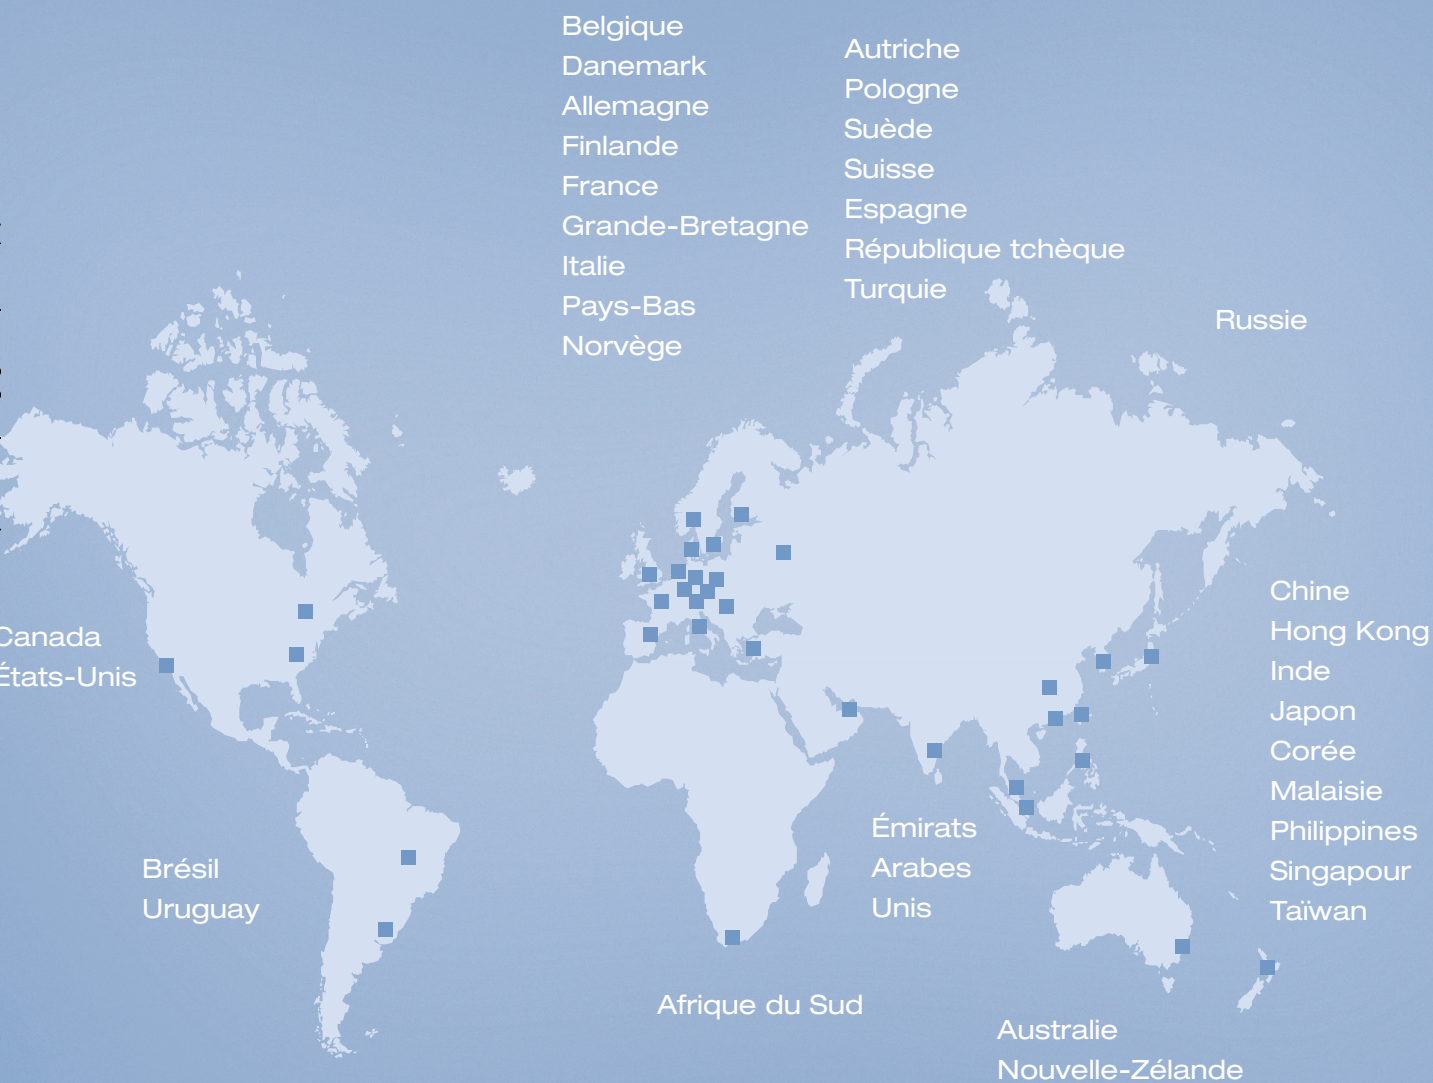 Belgique
Danemark
Allemagne
Finlande
France
Grande-Bretagne
Italie
Pays-Bas
Norvège
Autriche
Pologne
Suède
Suisse
Espagne
République tchèque
Turquie
Russie
Canada
États-Unis
Chine
Hong Kong
Inde
Japon
Corée
Malaisie
Philippines
Singapour
Taïwan
Brésil
Uruguay
Émirats
Arabes
Unis
Afrique du Sud
Australie
Nouvelle-Zélande